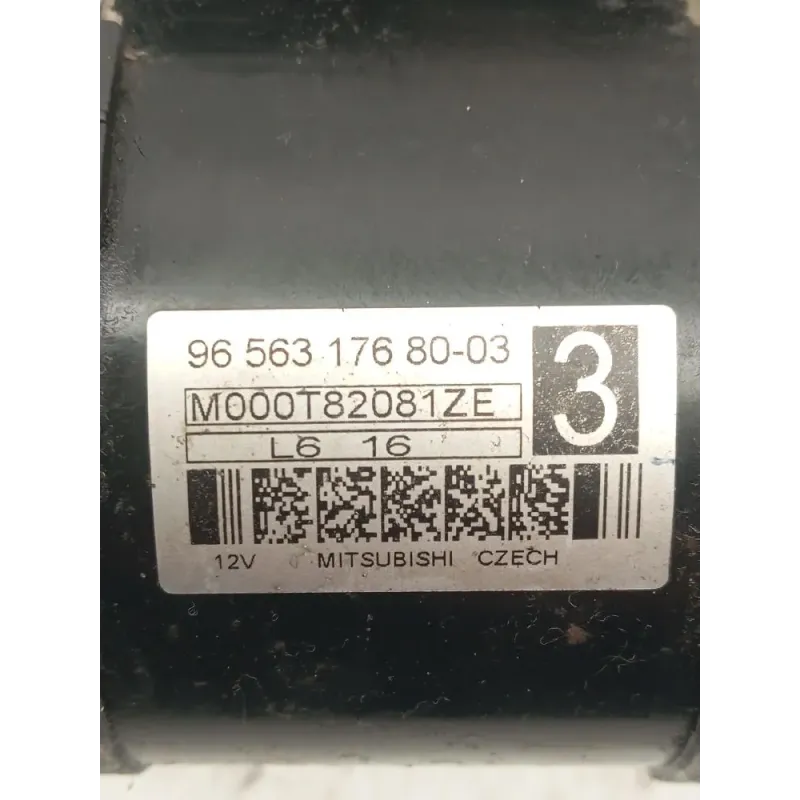 96 563 176 80-03
3
M000T82081ZE
L6 16
12V MITSUBISHI CZECH